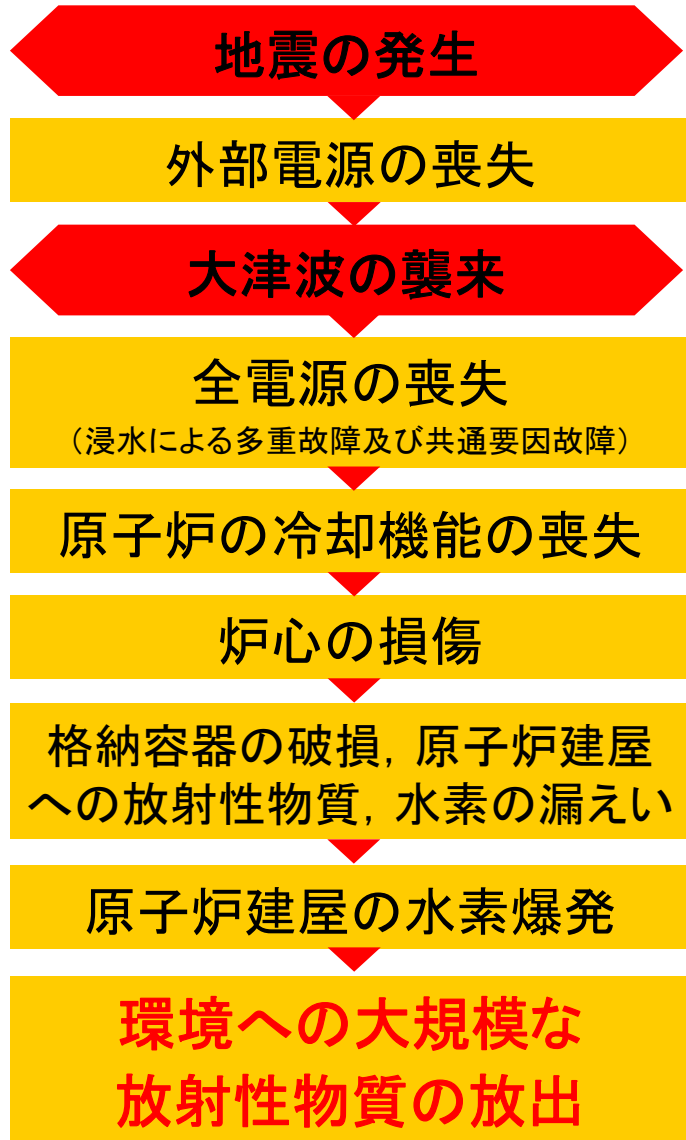 地震の発生
外部電源の喪失
大津波の襲来
全電源の喪失
（浸水による多重故障及び共通要因故障）
原子炉の冷却機能の喪失
炉心の損傷
格納容器の破損，原子炉建屋
への放射性物質，水素の漏えい
原子炉建屋の水素爆発
環境への大規模な
放射性物質の放出